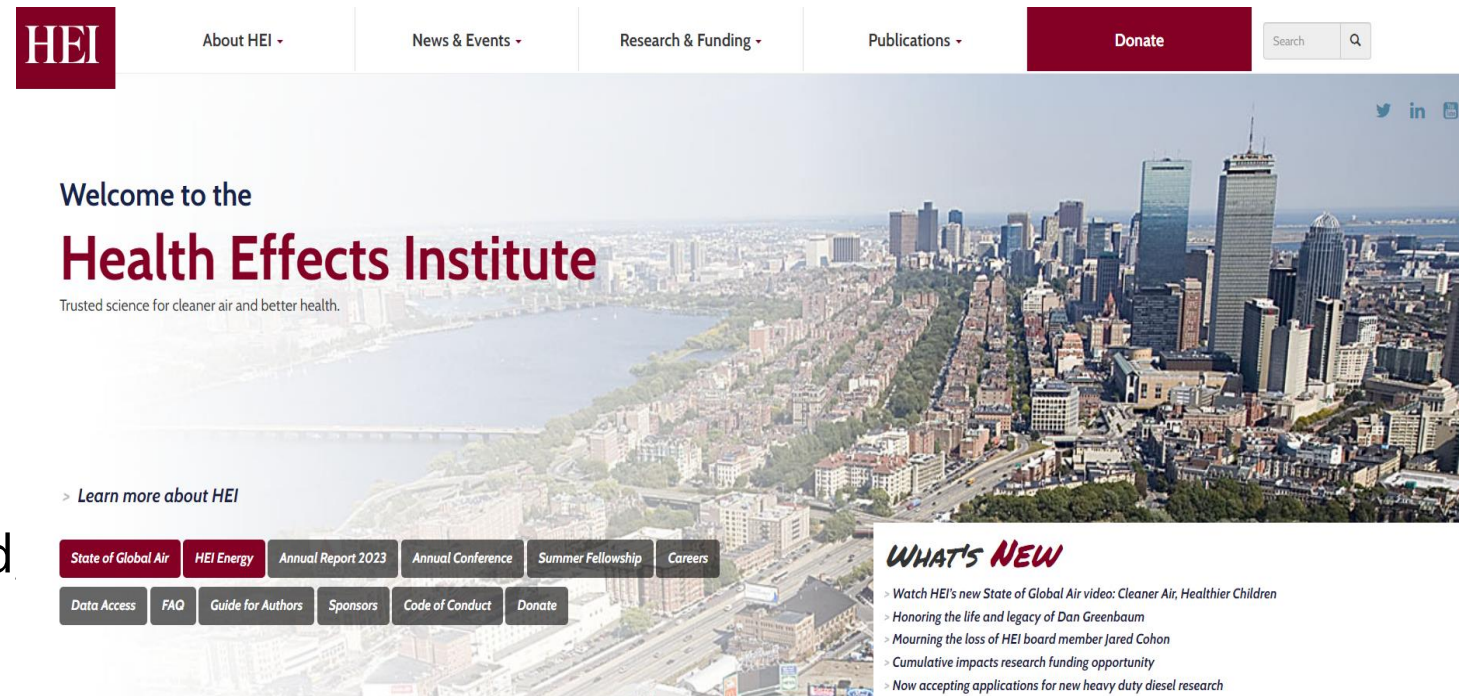 HEI
About HEI
News & Events
Research & Funding
Publications
Donate
Search
Welcome to the
Health Effects Institute
Trusted science for cleaner air and better health.
> Learn more about HEI
d
State of Global Air
HEI Energy
Annual Report 2023
Annual Conference
Summer Fellowship
Careers
Data Access
FAQ
Guide for Authors
Sponsors
Code of Conduct
Donate
WHAT'S NEW
> Watch HEI's new State of Global Air video: Cleaner Air, Healthier Children
> Honoring the life and legacy of Dan Greenbaum
> Mourning the loss of HEI board member Jared Cohon
> Cumulative impacts research funding opportunity
> Now accepting applications for new heavy duty diesel research